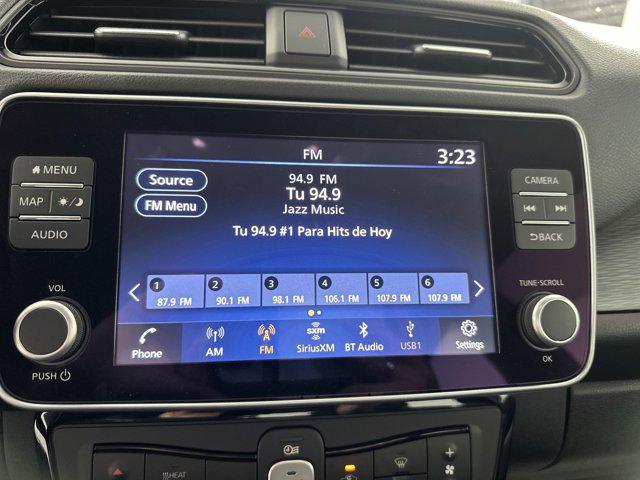 FM
3:23
MENU
MAP
AUDIO
VOL
PUSH
Source
FM Menu
94.9 FM
Tu 94.9
Jazz Music
Tu 94.9 #1 Para Hits de Hoy
1 2 3 4 5 6
87.9 FM 90.1 FM 98.1 FM 106.1 FM 107.9 FM 107.9 FM
Phone
AM
FM
sxm
SiriusXM
BT Audio
USB1
Settings
CAMERA
BACK
TUNE·SCROLL
OK
HEAT